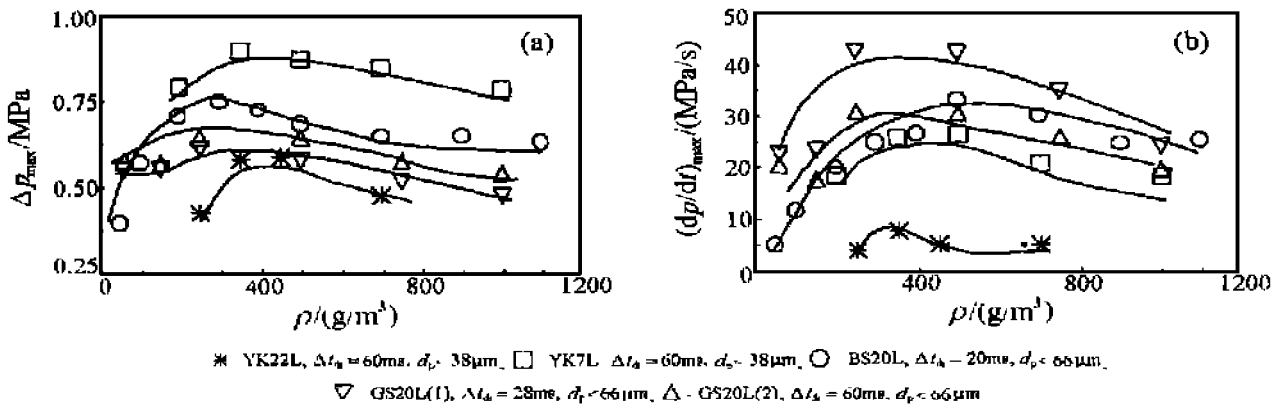 1.00
0.75
0.50
0.25
Δp_max/MPa
(a)
0 400 800 1200
ρ/(g/m³)
50
40
30
20
10
0
(dp/dt)_max/(MPa/s)
(b)
0 400 800 1200
ρ/(g/m³)
✳ YK22L, Δt_d = 60ms, d_p- 38μm, □ YK7L Δt_d = 60ms, d_p- 38μm, ○ BS20L, Δt_d - 20ms, d_p < 66μm,
▽ GS20L(1), Δt_d = 28ms, d_p < 66μm, △ - GS20L(2), Δt_d = 60ms, d_p < 66μm